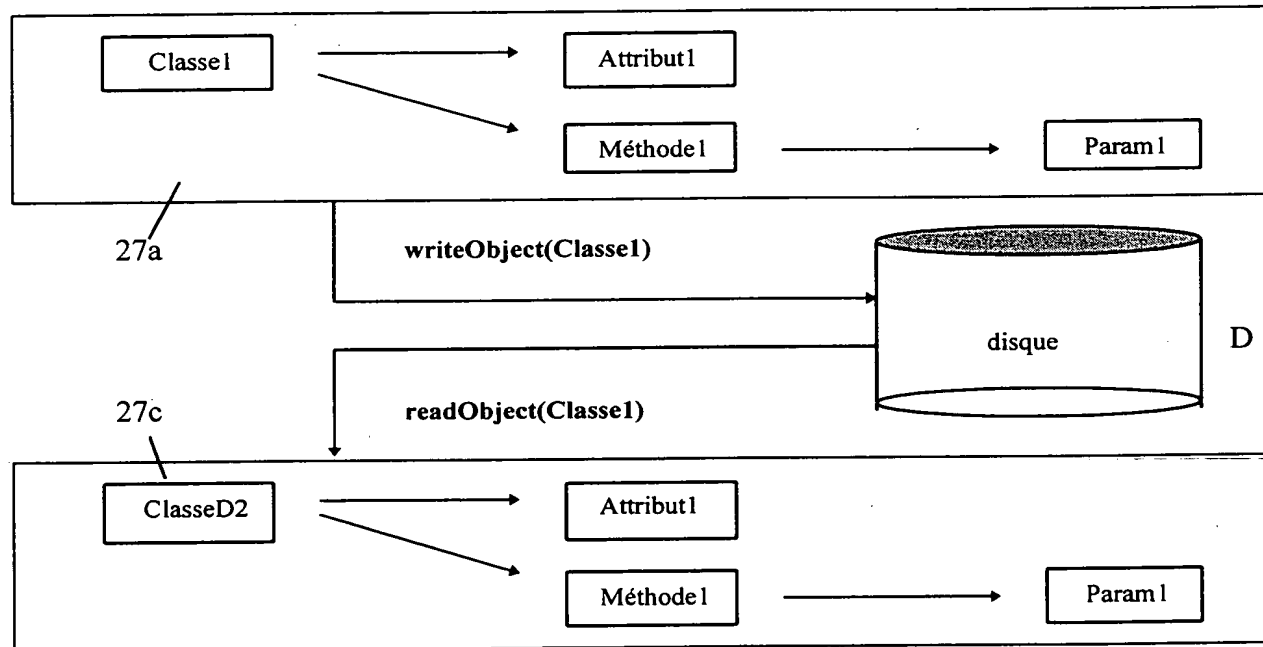 Classe1
Attribut1
Méthode1
Param1
27a
writeObject(Classe1)
disque
D
readObject(Classe1)
27c
ClasseD2
Attribut1
Méthode1
Param1